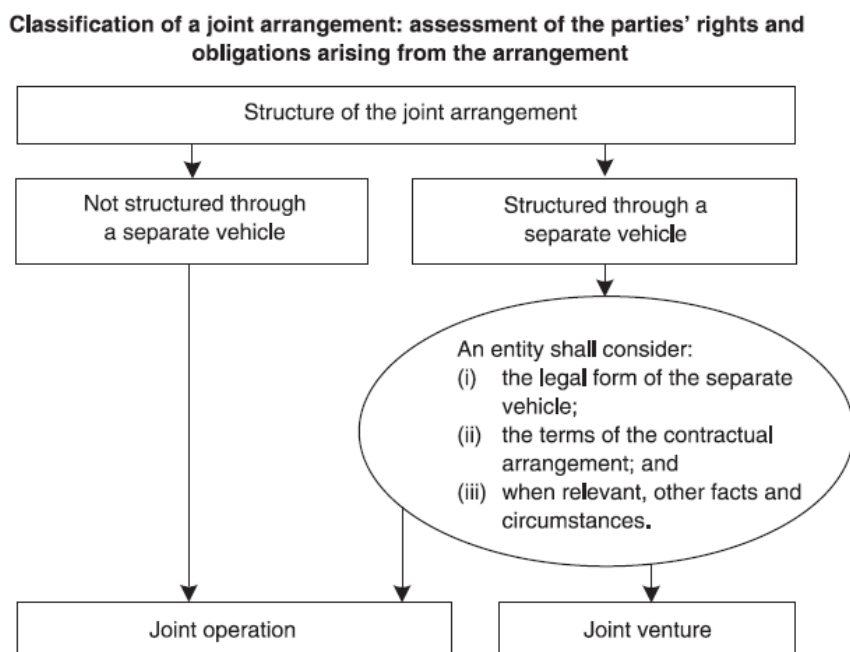 Classification of a joint arrangement: assessment of the parties' rights and
obligations arising from the arrangement
Structure of the joint arrangement
Not structured through
a separate vehicle
Structured through a
separate vehicle
An entity shall consider:
(i) the legal form of the separate
vehicle;
(ii) the terms of the contractual
arrangement; and
(iii) when relevant, other facts and
circumstances.
Joint operation
Joint venture